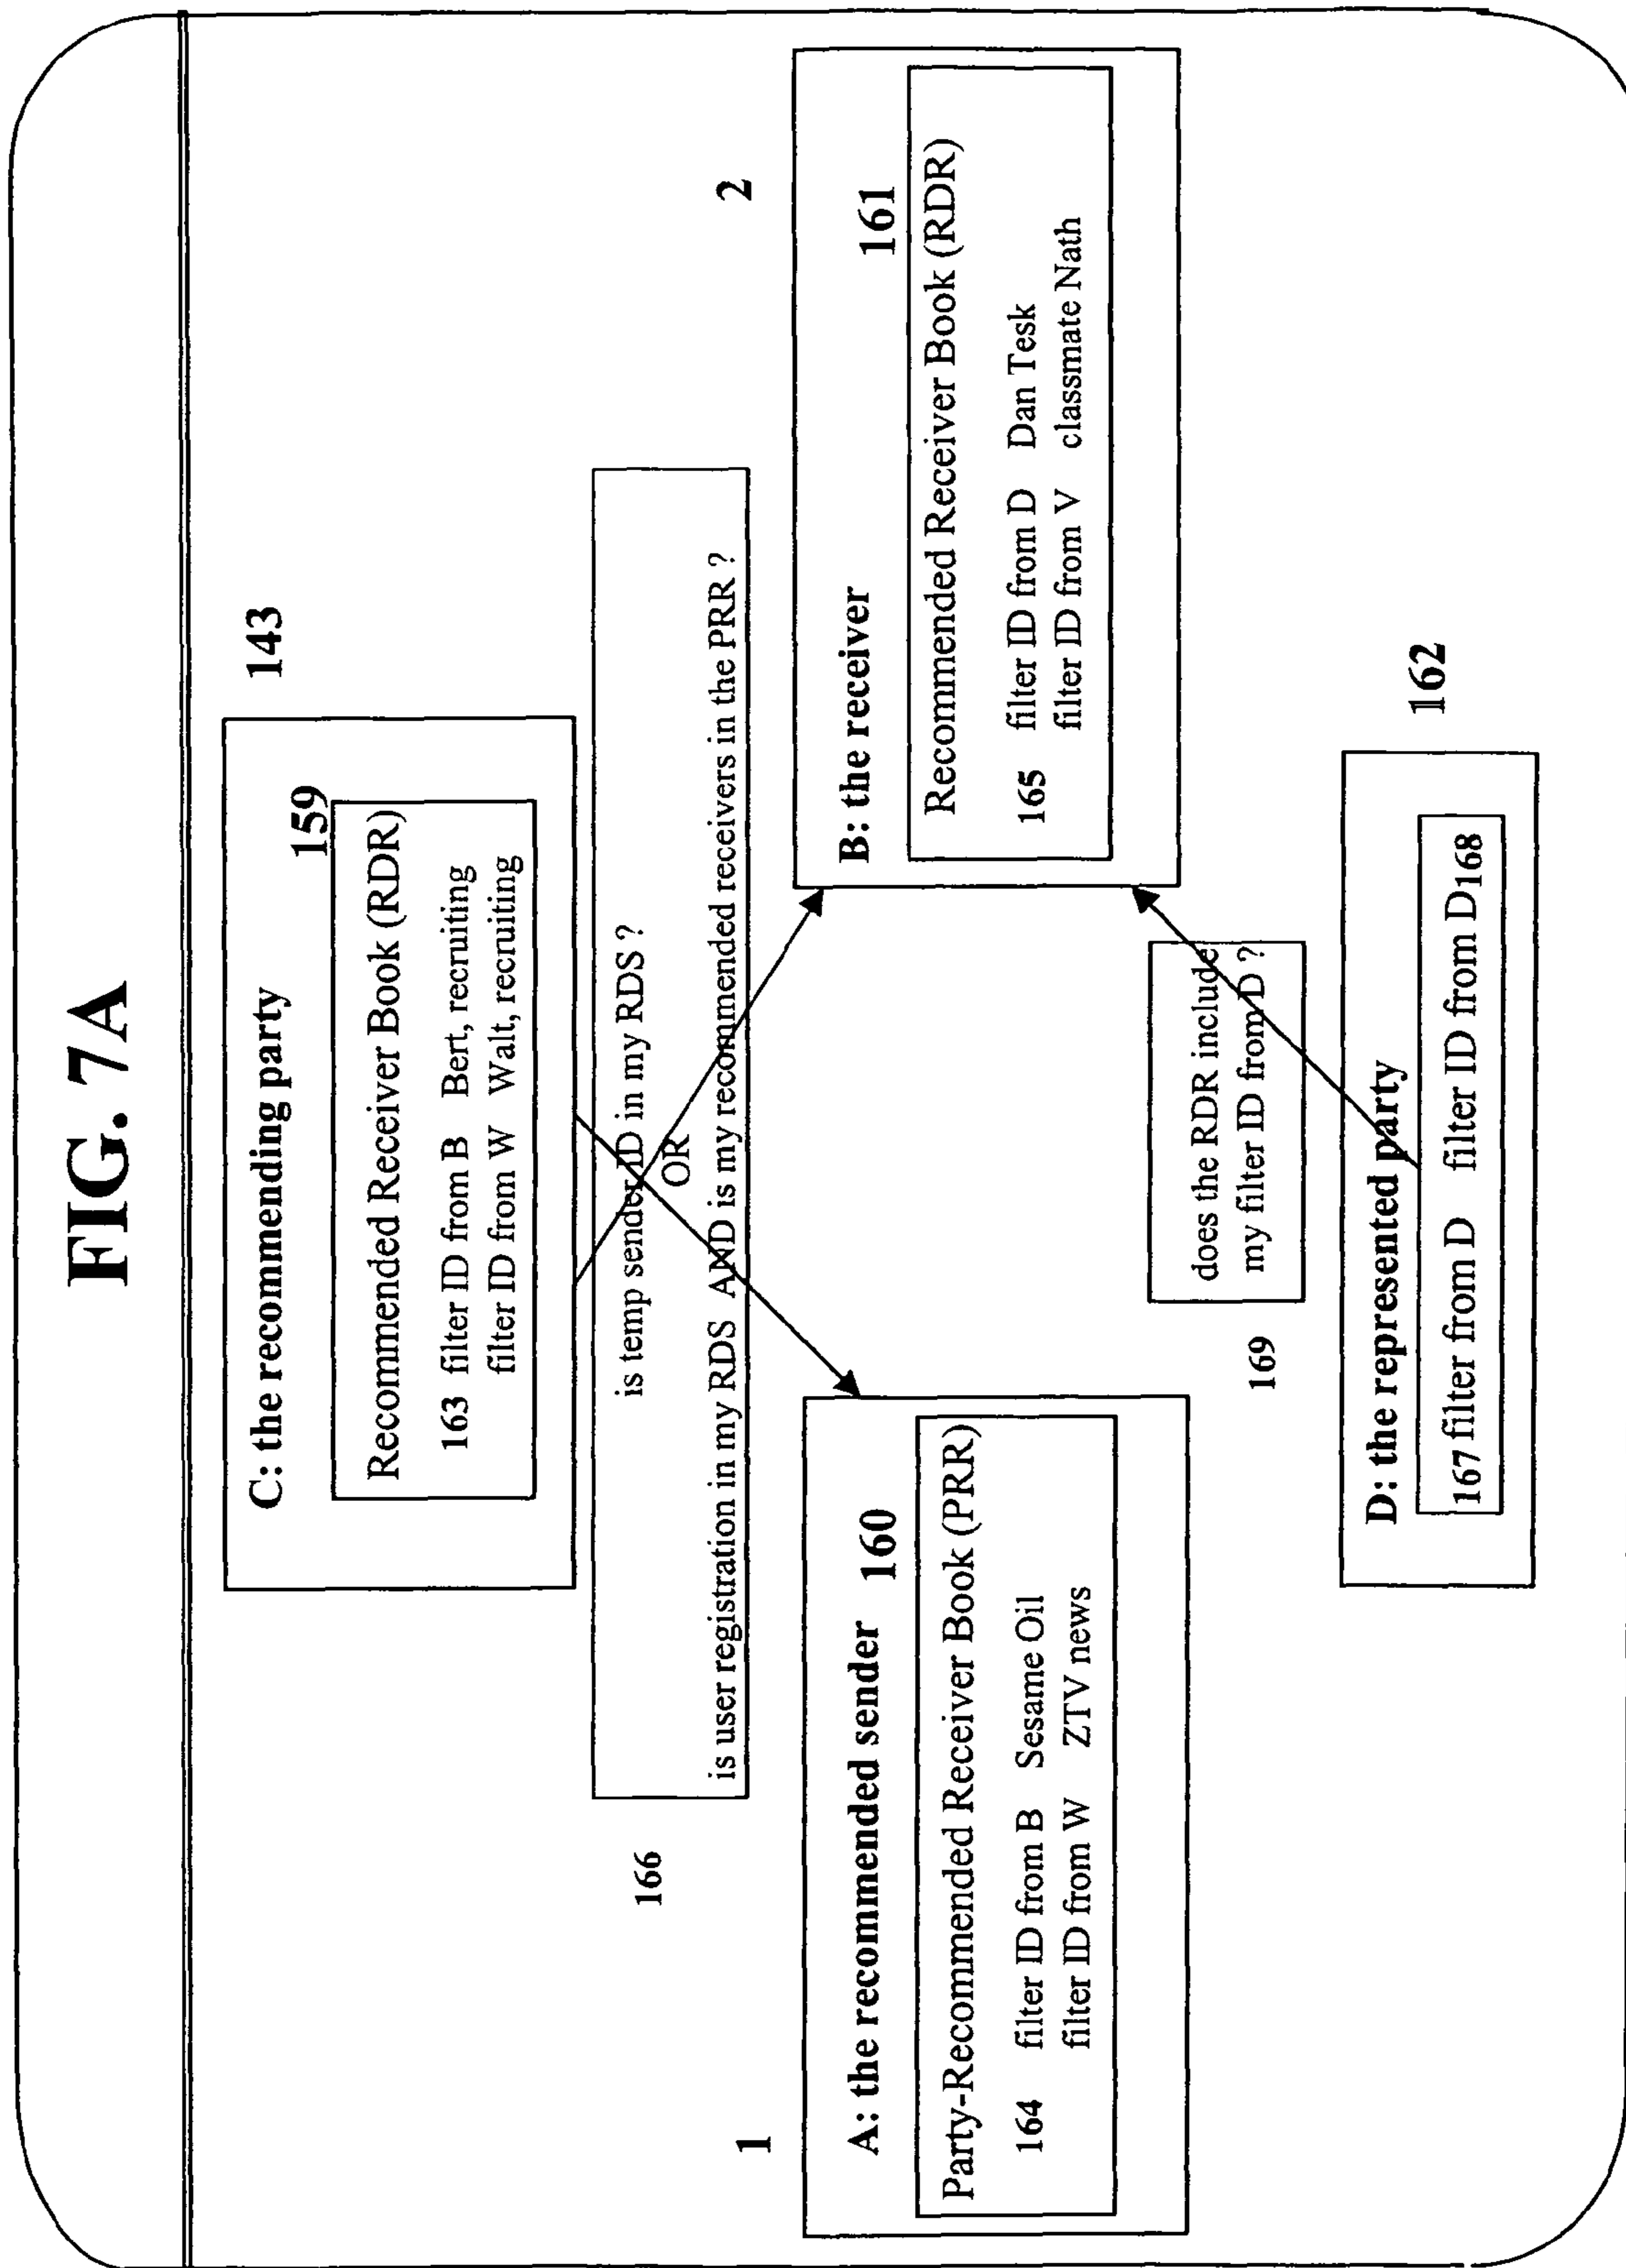 FIG. 7A
143
C: the recommending party
159
Recommended Receiver Book (RDR)
163 filter ID from B Bert, recruiting
filter ID from W Walt, recruiting
166
is temp sender ID in my RDS ?
OR
is user registration in my RDS AND is my recommended receivers in the PRR ?
1
A: the recommended sender 160
Party-Recommended Receiver Book (PRR)
164 filter ID from B Sesame Oil
filter ID from W ZTV news
2
B: the receiver
161
Recommended Receiver Book (RDR)
165 filter ID from D Dan Tesk
filter ID from V classmate Nath
169
does the RDR include
my filter ID from D ?
162
D: the represented party
167 filter from D filter ID from D 168